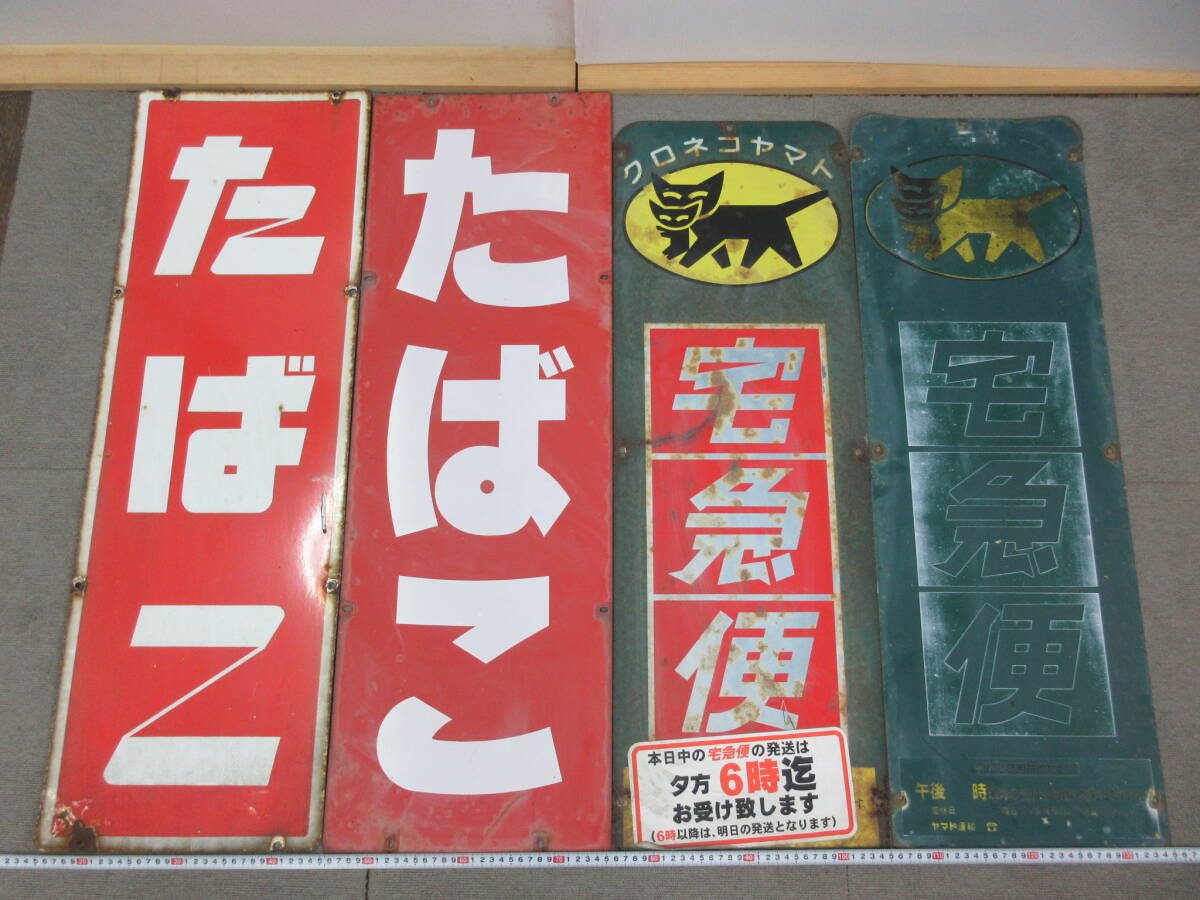 たばこ
たばこ
クロネコヤマト
宅急便
本日中の宅急便の発送は
夕方 6時迄
お受け致します
(6時以降は、明日の発送となります)
宅急便
午後 時
定休日
ヤマト運輸